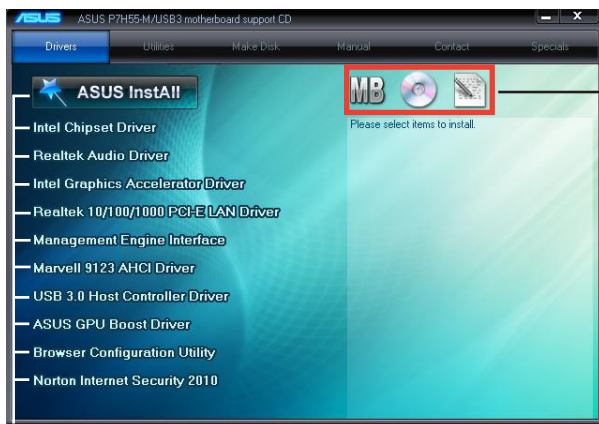 ASUS ASUS P7H55-M/USB3 motherboard support CD
Drivers Utilities Make Disk Manual Contact Specials
ASUS InstAll MB
Intel Chipset Driver Please select items to install.
Realtek Audio Driver
Intel Graphics Accelerator Driver
Realtek 10/100/1000 PCI-E LAN Driver
Management Engine Interface
Marvell 9123 AHCI Driver
USB 3.0 Host Controller Driver
ASUS GPU Boost Driver
Browser Configuration Utility
Norton Internet Security 2010